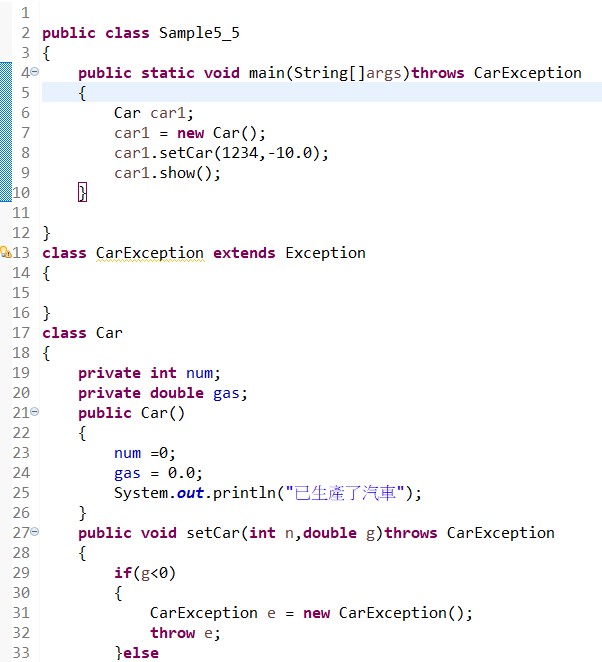 1
2 public class Sample5_5
3 {
4 public static void main(String[]args)throws CarException
5 {
6 Car car1;
7 car1 = new Car();
8 car1.setCar(1234,-10.0);
9 car1.show();
10 }
11
12 }
13 class CarException extends Exception
14 {
15
16 }
17 class Car
18 {
19 private int num;
20 private double gas;
21 public Car()
22 {
23 num =0;
24 gas = 0.0;
25 System.out.println("已生產了汽車");
26 }
27 public void setCar(int n,double g)throws CarException
28 {
29 if(g<0)
30 {
31 CarException e = new CarException();
32 throw e;
33 }else